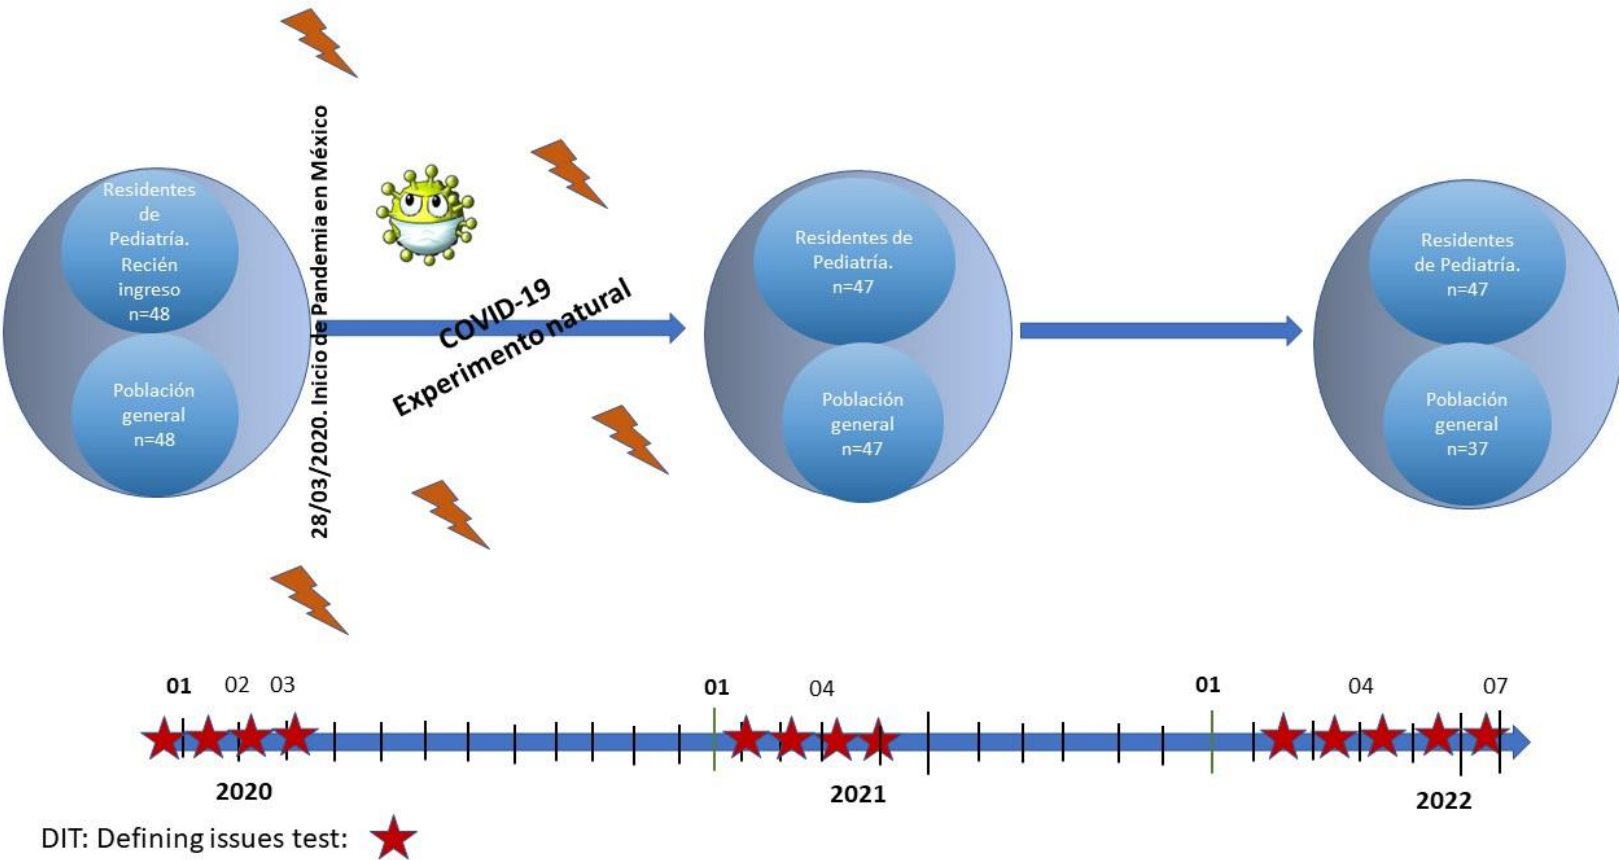 Residentes
de
Pediatría.
Recién
ingreso
n=48
Población
general
n=48
28/03/2020. Inicio de Pandemia en México
COVID-19
Experimento natural
Residentes de
Pediatría.
n=47
Población
general
n=47
Residentes
de Pediatría.
n=47
Población
general
n=37
01 02 03 01 04 01 04 07
2020 2021 2022
DIT: Defining issues test: